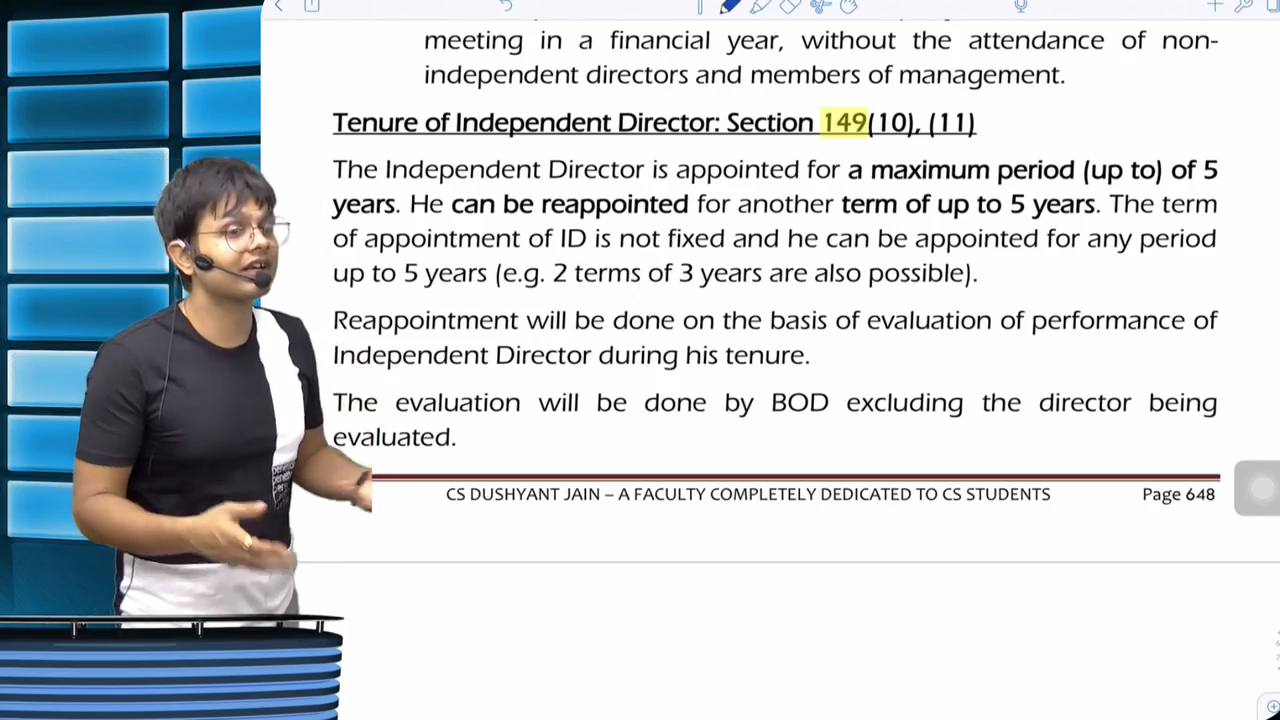 meeting in a financial year, without the attendance of non-
independent directors and members of management.
Tenure of Independent Director: Section 149(10), (11)
The Independent Director is appointed for a maximum period (up to) of 5
years. He can be reappointed for another term of up to 5 years. The term
of appointment of ID is not fixed and he can be appointed for any period
up to 5 years (e.g. 2 terms of 3 years are also possible).
Reappointment will be done on the basis of evaluation of performance of
Independent Director during his tenure.
The evaluation will be done by BOD excluding the director being
evaluated.
CS DUSHYANT JAIN – A FACULTY COMPLETELY DEDICATED TO CS STUDENTS Page 648